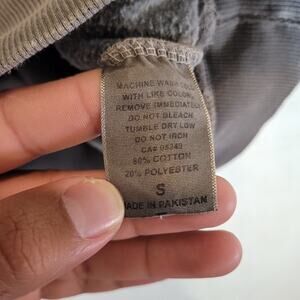 MACHINE WASH COLD
WITH LIKE COLORS
REMOVE IMMEDIATELY
DO NOT BLEACH
TUMBLE DRY LOW
DO NOT IRON
CA# 
80% COTTON
20% POLYESTER
S
MADE IN PAKISTAN